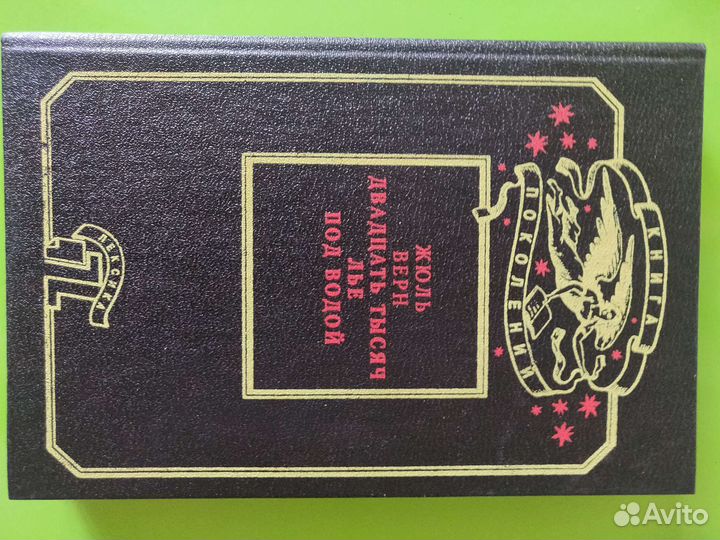 КНИГА
ПОКОЛЕНИЙ
ЖЮЛЬ
ВЕРН
ДВАДЦАТЬ ТЫСЯЧ
ЛЬЕ
ПОД ВОДОЙ
ЛЕКСИКА
Avito